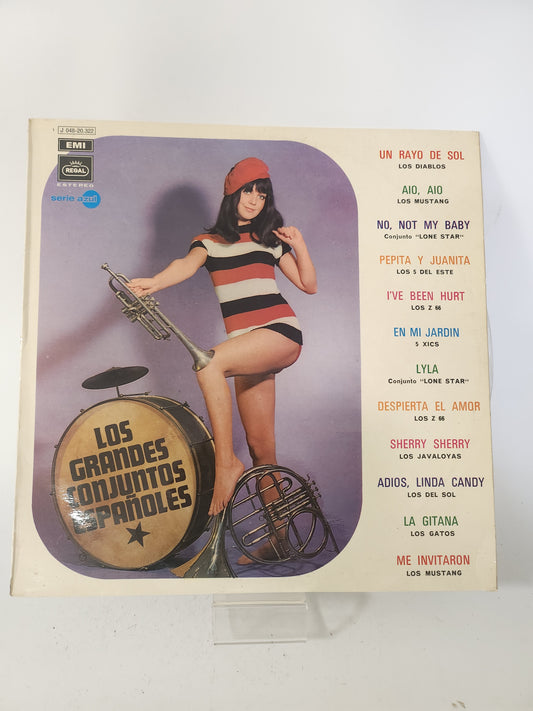 J 048-20.322
EMI
REGAL
ESTEREO
serie azul
LOS
GRANDES
CONJUNTOS
ESPAÑOLES
UN RAYO DE SOL
LOS DIABLOS
AIO, AIO
LOS MUSTANG
NO, NOT MY BABY
Conjunto "LONE STAR"
PEPITA Y JUANITA
LOS 5 DEL ESTE
I'VE BEEN HURT
LOS Z 66
EN MI JARDIN
5 XICS
LYLA
Conjunto "LONE STAR"
DESPIERTA EL AMOR
LOS Z 66
SHERRY SHERRY
LOS JAVALOYAS
ADIOS, LINDA CANDY
LOS DEL SOL
LA GITANA
LOS GATOS
ME INVITARON
LOS MUSTANG